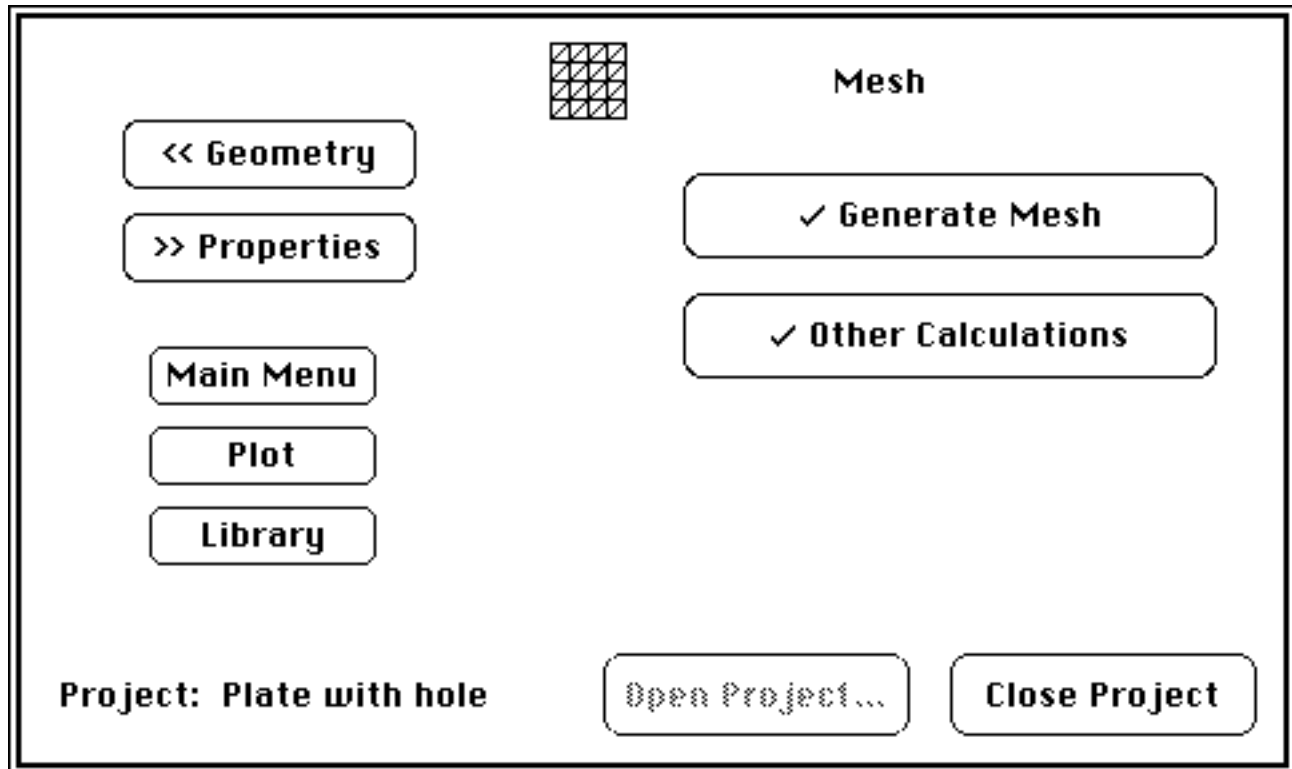 Mesh
<< Geometry
>> Properties
✓ Generate Mesh
✓ Other Calculations
Main Menu
Plot
Library
Project: Plate with hole
Open Project...
Close Project